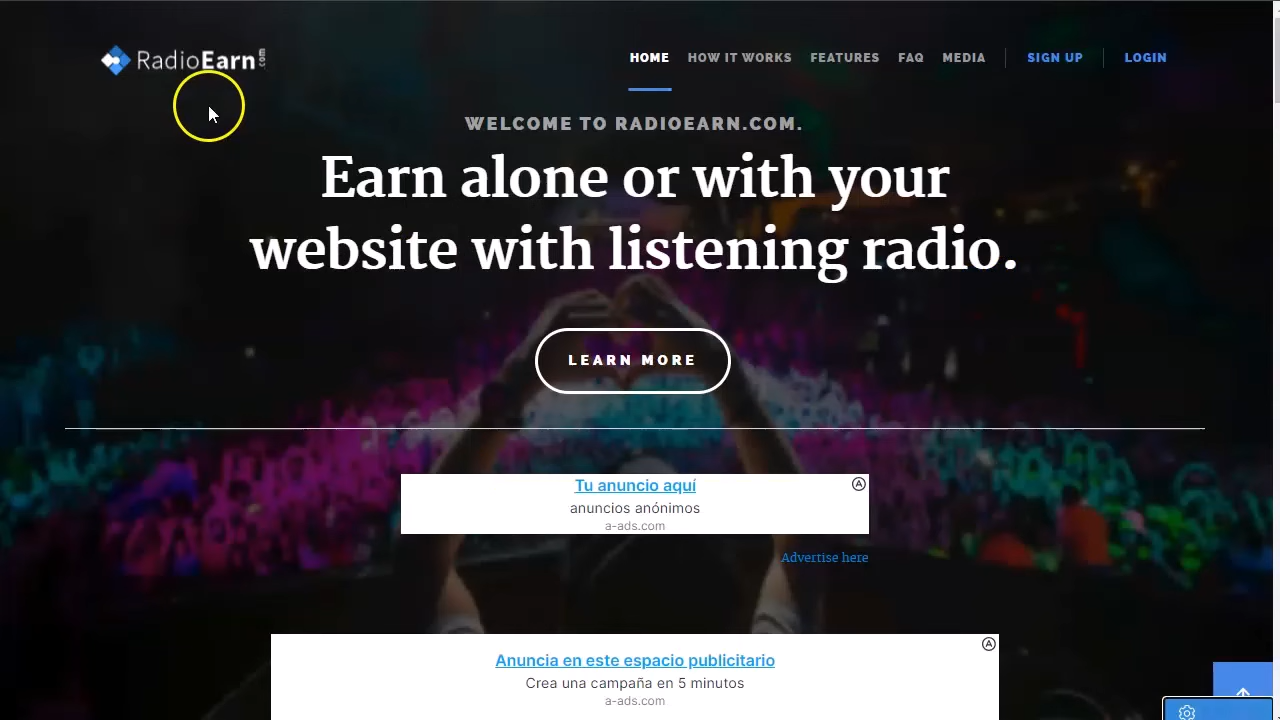 RadioEarn.com
HOME HOW IT WORKS FEATURES FAQ MEDIA SIGN UP LOGIN
WELCOME TO RADIOEARN.COM.
Earn alone or with your
website with listening radio.
LEARN MORE
Tu anuncio aquí
anuncios anónimos
a-ads.com
Advertise here
Anuncia en este espacio publicitario
Crea una campaña en 5 minutos
a-ads.com